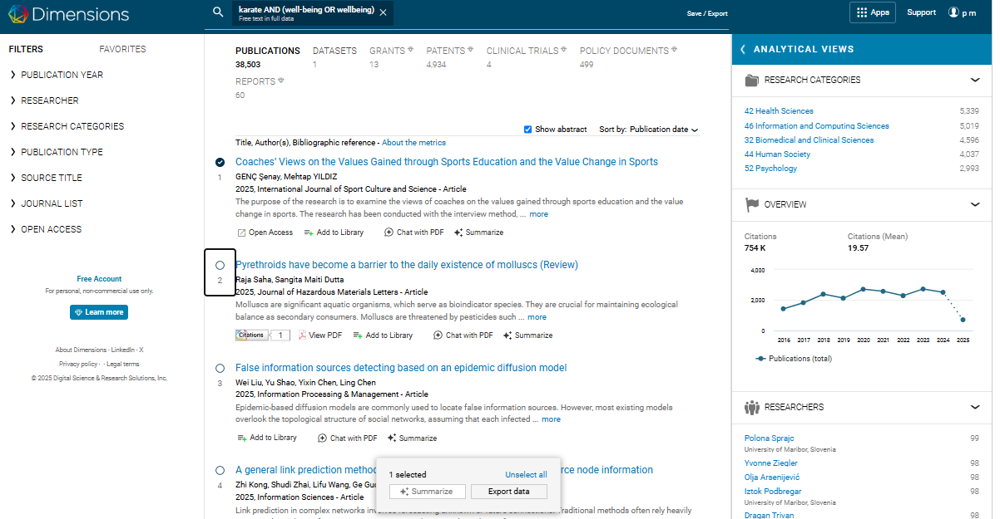 Dimensions
karate AND (well-being OR wellbeing)
Free text in full data
Save / Export
Apps
Support
p m
FILTERS
FAVORITES
PUBLICATION YEAR
RESEARCHER
RESEARCH CATEGORIES
PUBLICATION TYPE
SOURCE TITLE
JOURNAL LIST
OPEN ACCESS
Free Account
For personal, non-commercial use only.
Learn more
About Dimensions · LinkedIn · X
Privacy policy · · Legal terms
© 2025 Digital Science & Research Solutions, Inc.
PUBLICATIONS DATASETS GRANTS PATENTS CLINICAL TRIALS POLICY DOCUMENTS
38,503 1 13 4,934 4 499
REPORTS
60
Show abstract Sort by: Publication date
Title, Author(s), Bibliographic reference - About the metrics
Coaches' Views on the Values Gained through Sports Education and the Value Change in Sports
1 GENÇ Şenay, Mehtap YILDIZ
2025, International Journal of Sport Culture and Science - Article
The purpose of the research is to examine the views of coaches on the values gained through sports education and the value
change in sports. The research has been conducted with the interview method, ... more
Open Access Add to Library Chat with PDF Summarize
Pyrethroids have become a barrier to the daily existence of molluscs (Review)
2 Raja Saha, Sangita Maiti Dutta
2025, Journal of Hazardous Materials Letters - Article
Molluscs are significant aquatic organisms, which serve as bioindicator species. They are crucial for maintaining ecological
balance as secondary consumers. Molluscs are threatened by pesticides such ... more
Citations 1 View PDF Add to Library Chat with PDF Summarize
False information sources detecting based on an epidemic diffusion model
3 Wei Liu, Yu Shao, Yixin Chen, Ling Chen
2025, Information Processing & Management - Article
Epidemic-based diffusion models are commonly used to locate false information sources. However, most existing models
overlook the topological structure of social networks, assuming that each infected ... more
Add to Library Chat with PDF Summarize
A general link prediction metho rce node information
4 Zhi Kong, Shudi Zhai, Lifu Wang, Ge Gu
2025, Information Sciences - Article
Link prediction in complex networks raditional methods often rely heavily
1 selected Unselect all
Summarize Export data
ANALYTICAL VIEWS
RESEARCH CATEGORIES
42 Health Sciences 5,339
46 Information and Computing Sciences 5,019
32 Biomedical and Clinical Sciences 4,596
44 Human Society 4,037
52 Psychology 2,993
OVERVIEW
Citations Citations (Mean)
754 K 19.57
4,000
2,000
0
2016 2017 2018 2019 2020 2021 2022 2023 2024 2025
Publications (total)
RESEARCHERS
Polona Sprajc 99
University of Maribor, Slovenia
Yvonne Ziegler 98
Olja Arsenijević 98
Iztok Podbregar 98
University of Maribor, Slovenia
Dragan Trivan 98